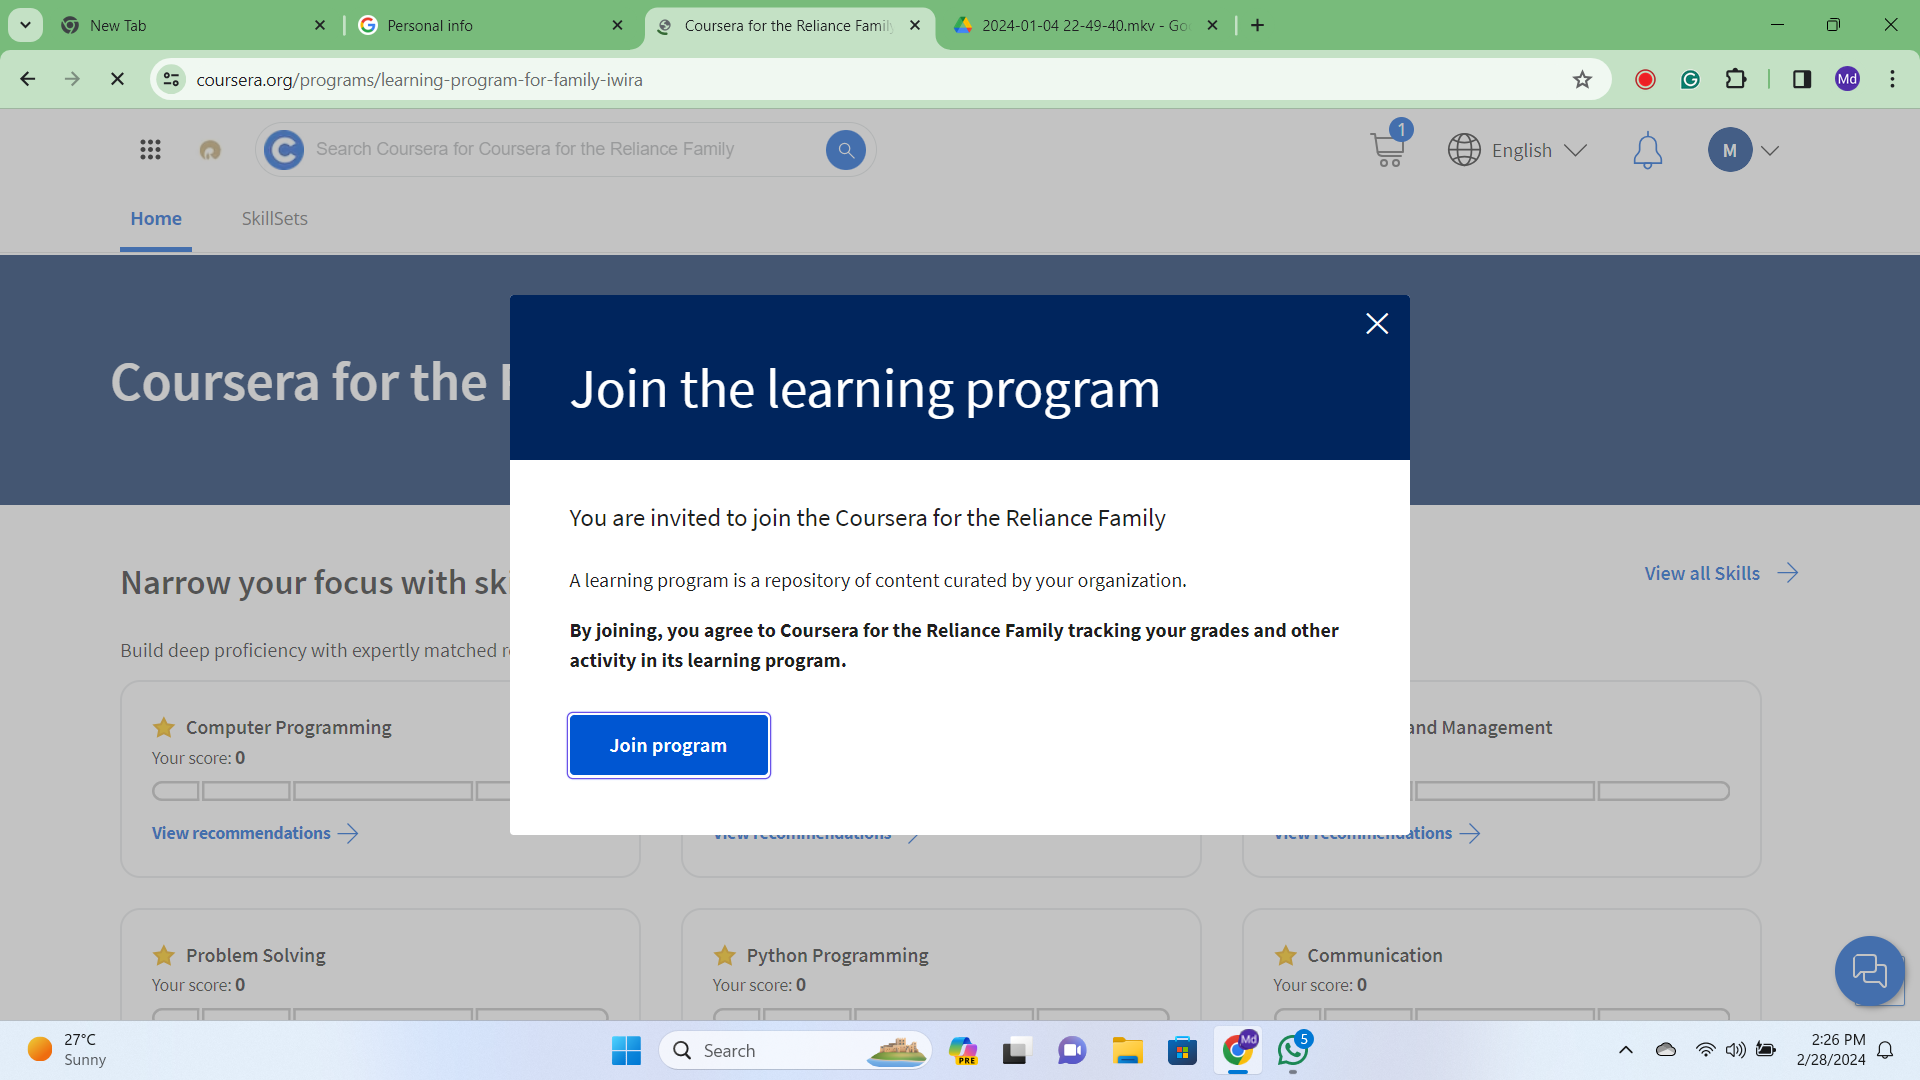 New Tab
Personal info
Coursera for the Reliance Family
2024-01-04 22-49-40.mkv - Go
coursera.org/programs/learning-program-for-family-iwira
Md
Search Coursera for Coursera for the Reliance Family
1
English
M
Home
SkillSets
Coursera for the
Join the learning program
You are invited to join the Coursera for the Reliance Family
A learning program is a repository of content curated by your organization.
By joining, you agree to Coursera for the Reliance Family tracking your grades and other
activity in its learning program.
Join program
Narrow your focus with sk
View all Skills
Build deep proficiency with expertly matched
Computer Programming
Your score: 0
View recommendations
and Management
View recommendations
View recommendations
Problem Solving
Your score: 0
Python Programming
Your score: 0
Communication
Your score: 0
27°C
Sunny
Search
PRE
Md
5
2:26 PM
2/28/2024